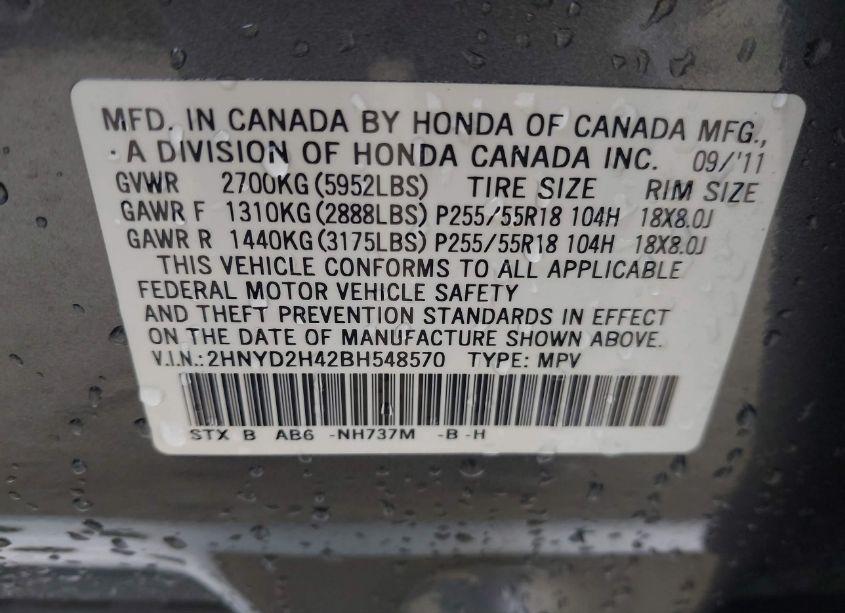 MFD. IN CANADA BY HONDA OF CANADA MFG.,
A DIVISION OF HONDA CANADA INC. 09/'11
GVWR 2700KG (5952LBS) TIRE SIZE RIM SIZE
GAWR F 1310KG (2888LBS) P255/55R18 104H 18X8.0J
GAWR R 1440KG (3175LBS) P255/55R18 104H 18X8.0J
THIS VEHICLE CONFORMS TO ALL APPLICABLE
FEDERAL MOTOR VEHICLE SAFETY
AND THEFT PREVENTION STANDARDS IN EFFECT
ON THE DATE OF MANUFACTURE SHOWN ABOVE.
V.I.N.: 2HNYD2H42BH548570 TYPE: MPV
STX B AB6 -NH737M -B -H